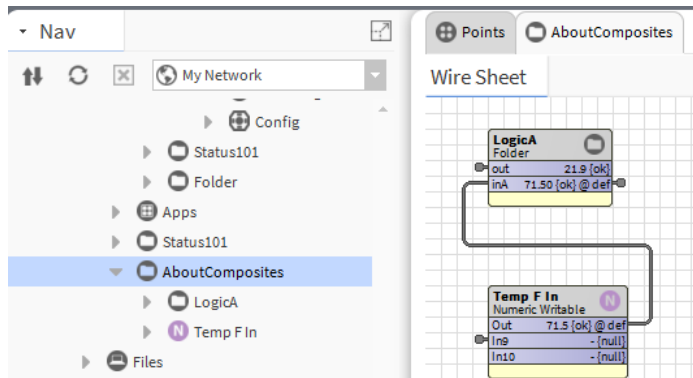 Nav
My Network
Config
Status101
Folder
Apps
Status101
AboutComposites
LogicA
N Temp F In
Files
Points
AboutComposites
Wire Sheet
LogicA
Folder
out 21.9 {ok}
inA 71.50 {ok} @ def
Temp F In
Numeric Writable
N
Out 71.5 {ok} @ def
In9 - {null}
In10 - {null}